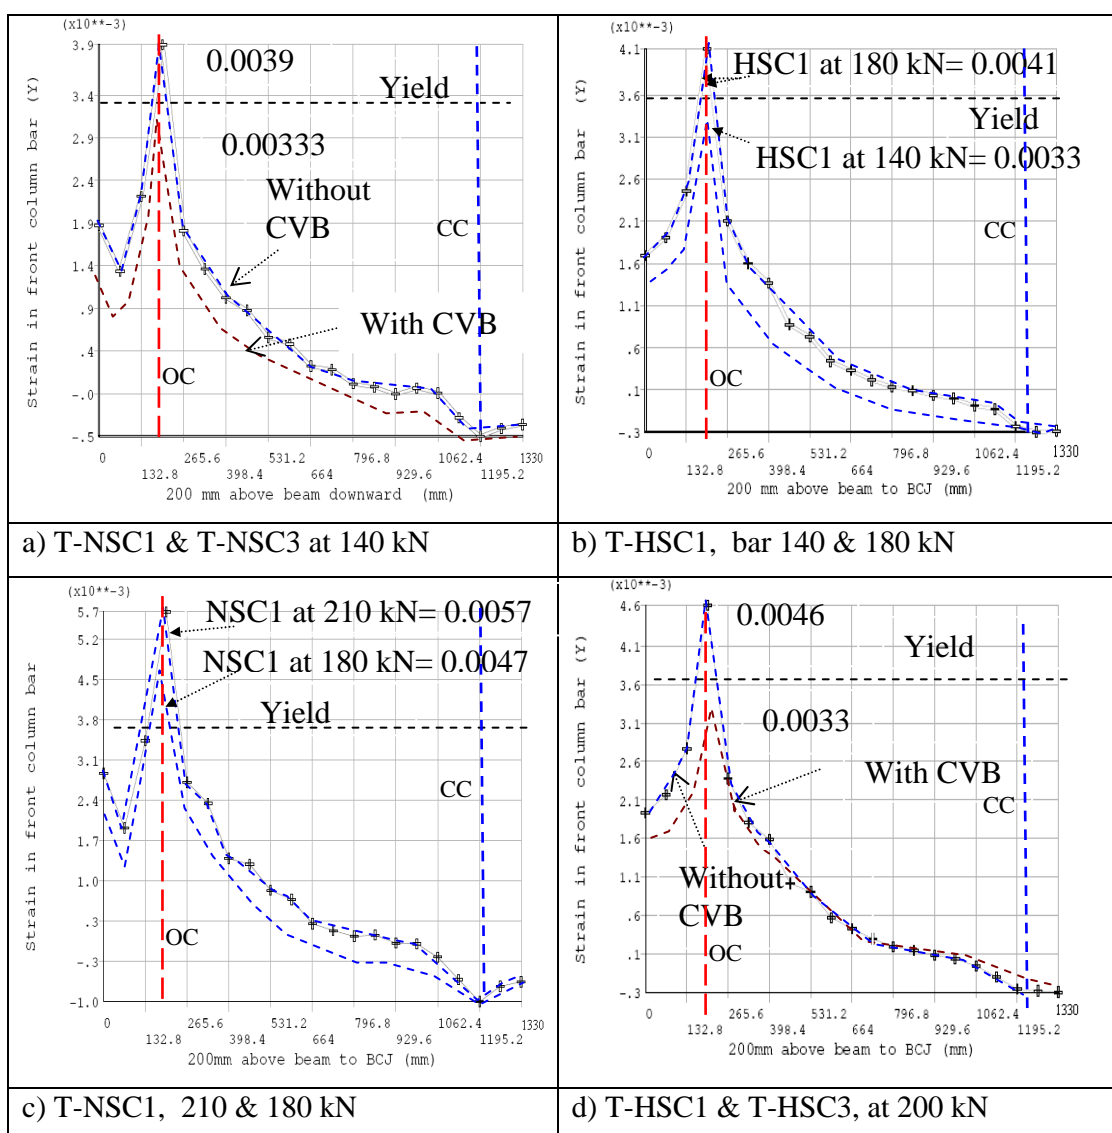 (x10**-3)
3.9
3.4
2.9
2.4
1.9
1.4
.9
.4
-.0
-.5
Strain in front column bar (Y)
0.0039
Yield
0.00333
Without
CVB
CC
With CVB
OC
0 265.6 531.2 796.8 1062.4 1330
132.8 398.4 664 929.6 1195.2
200 mm above beam downward (mm)
a) T-NSC1 & T-NSC3 at 140 kN
(x10**-3)
4.1
3.6
3.1
2.6
2.1
1.6
1.1
.6
.1
-.3
Strain in front column bar (Y)
HSC1 at 180 kN= 0.0041
Yield
HSC1 at 140 kN= 0.0033
CC
OC
0 265.6 531.2 796.8 1062.4 1330
132.8 398.4 664 929.6 1195.2
200 mm above beam to BCJ (mm)
b) T-HSC1, bar 140 & 180 kN
(x10**-3)
5.7
5.2
4.5
3.8
3.1
2.4
1.7
1.0
.3
-.3
-1.0
Strain in front column bar
NSC1 at 210 kN= 0.0057
NSC1 at 180 kN= 0.0047
Yield
CC
OC
0 265.6 531.2 796.8 1062.4 1330
132.8 398.4 664 929.6 1195.2
200mm above beam to BCJ (mm)
c) T-NSC1, 210 & 180 kN
(x10**-3)
4.6
4.1
3.6
3.1
2.6
2.1
1.6
1.1
.6
.1
-.3
Strain in front column bar (Y)
0.0046
Yield
0.0033
With CVB
CC
Without
CVB
OC
0 265.6 531.2 796.8 1062.4 1330
132.8 398.4 664 929.6 1195.2
200mm above beam to BCJ (mm)
d) T-HSC1 & T-HSC3, at 200 kN